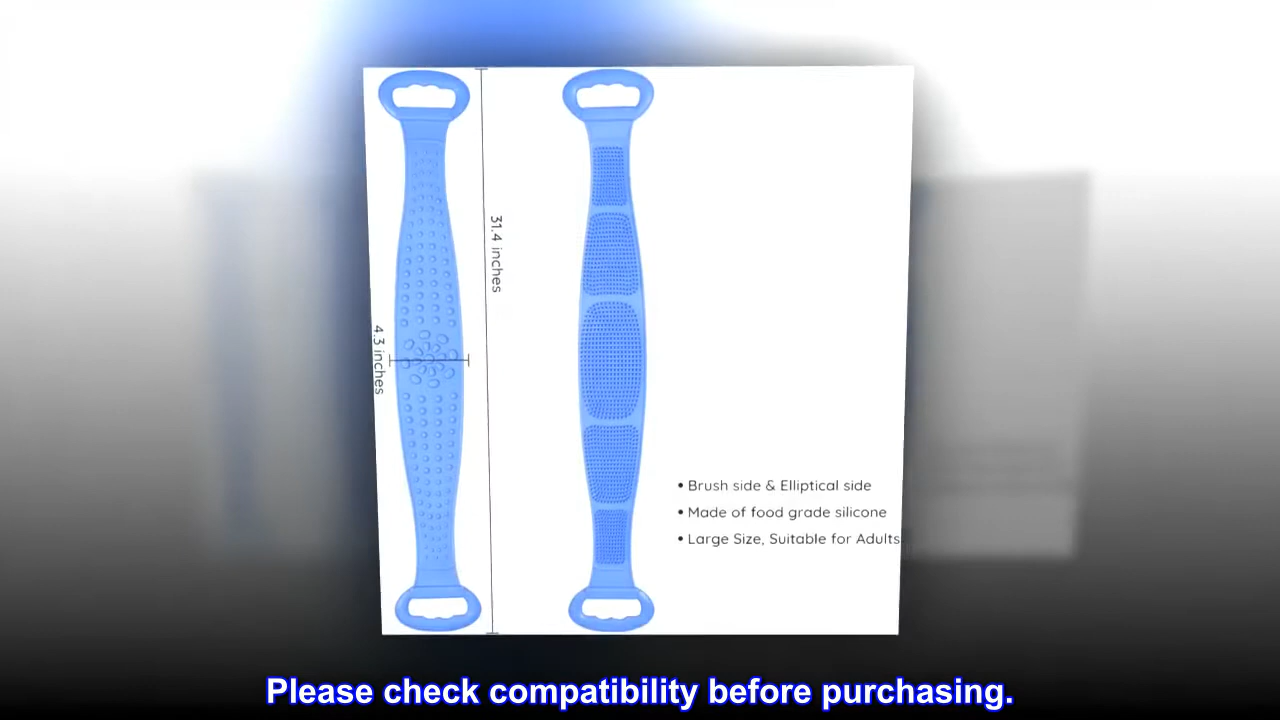 31.4 inches
4.3 inches
• Brush side & Elliptical side
• Made of food grade silicone
• Large Size, Suitable for Adults
Please check compatibility before purchasing.